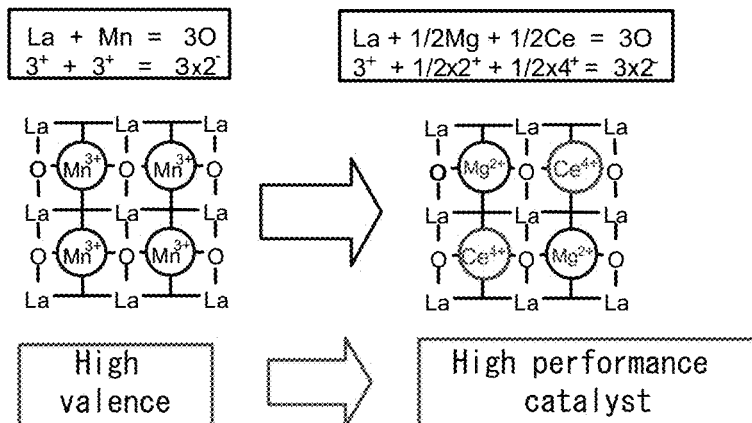 La + Mn = 3O
3⁺ + 3⁺ = 3x2⁻
La + 1/2Mg + 1/2Ce = 3O
3⁺ + 1/2x2⁺ + 1/2x4⁺ = 3x2⁻
La La La
O Mn³⁺ O Mn³⁺ O
La La La
O Mn³⁺ O Mn³⁺ O
La La La
La La La
O Mg²⁺ O Ce⁴⁺ O
La La La
O Ce⁴⁺ O Mg²⁺ O
La La La
High
valence
High performance
catalyst